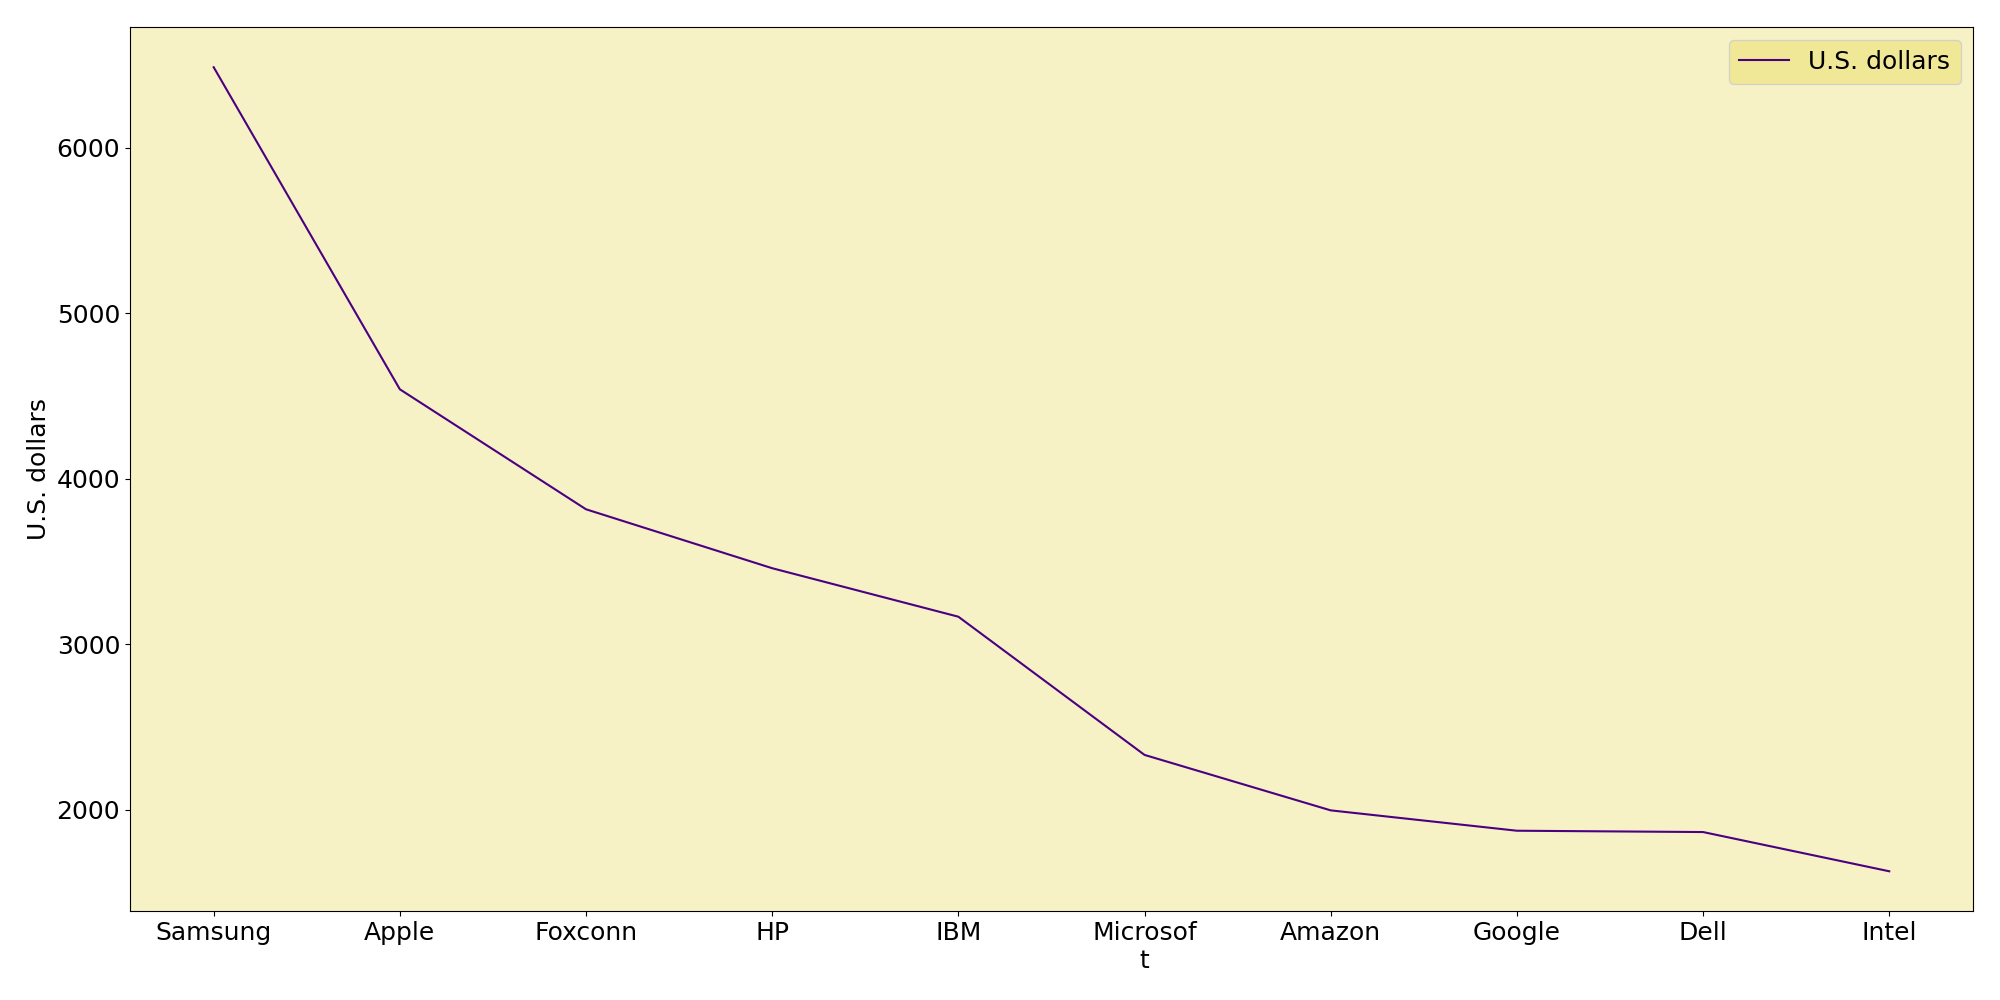 U.S. dollars
6000
5000
4000
3000
2000
U.S. dollars
Samsung
Apple
Foxconn
HP
IBM
Microsof
t
Amazon
Google
Dell
Intel